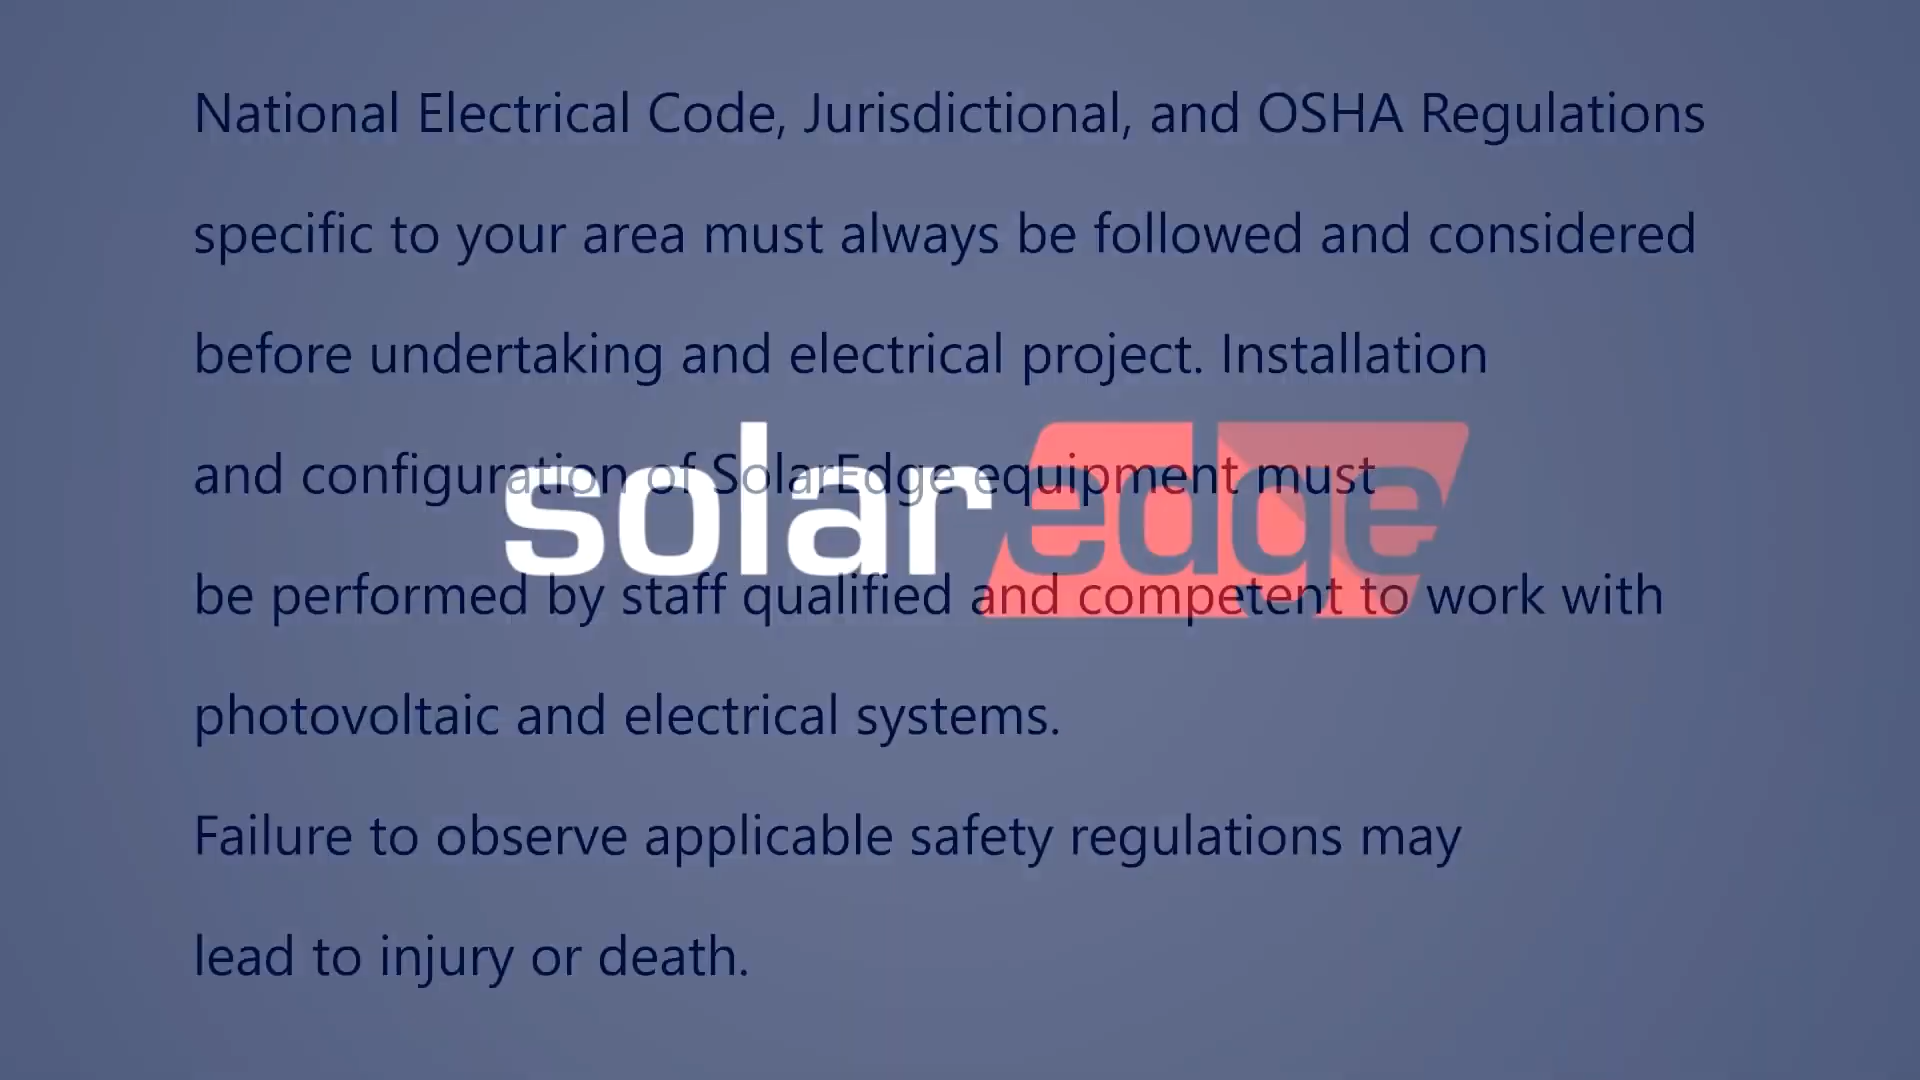 National Electrical Code, Jurisdictional, and OSHA Regulations
specific to your area must always be followed and considered
before undertaking and electrical project. Installation
and configuration of SolarEdge equipment must
solaredge
be performed by staff qualified and competent to work with
photovoltaic and electrical systems.
Failure to observe applicable safety regulations may
lead to injury or death.